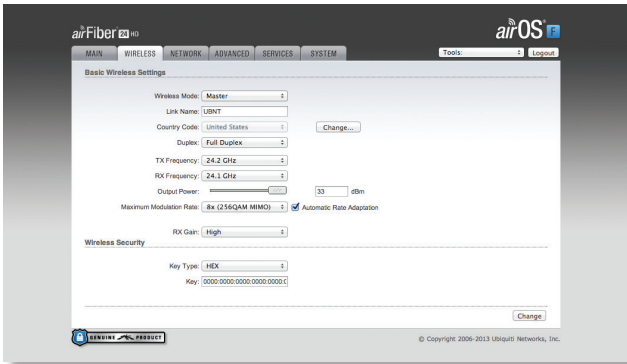 airFiber 24 HD
airOS F
MAIN WIRELESS NETWORK ADVANCED SERVICES SYSTEM Tools: Logout
Basic Wireless Settings
Wireless Mode: Master
Link Name: UBNT
Country Code: United States Change...
Duplex: Full Duplex
TX Frequency: 24.2 GHz
RX Frequency: 24.1 GHz
Output Power: 33 dBm
Maximum Modulation Rate: 8x (256QAM MIMO) Automatic Rate Adaptation
RX Gain: High
Wireless Security
Key Type: HEX
Key: 0000:0000:0000:0000:0000:0
Change
GENUINE PRODUCT
© Copyright 2006-2013 Ubiquiti Networks, Inc.